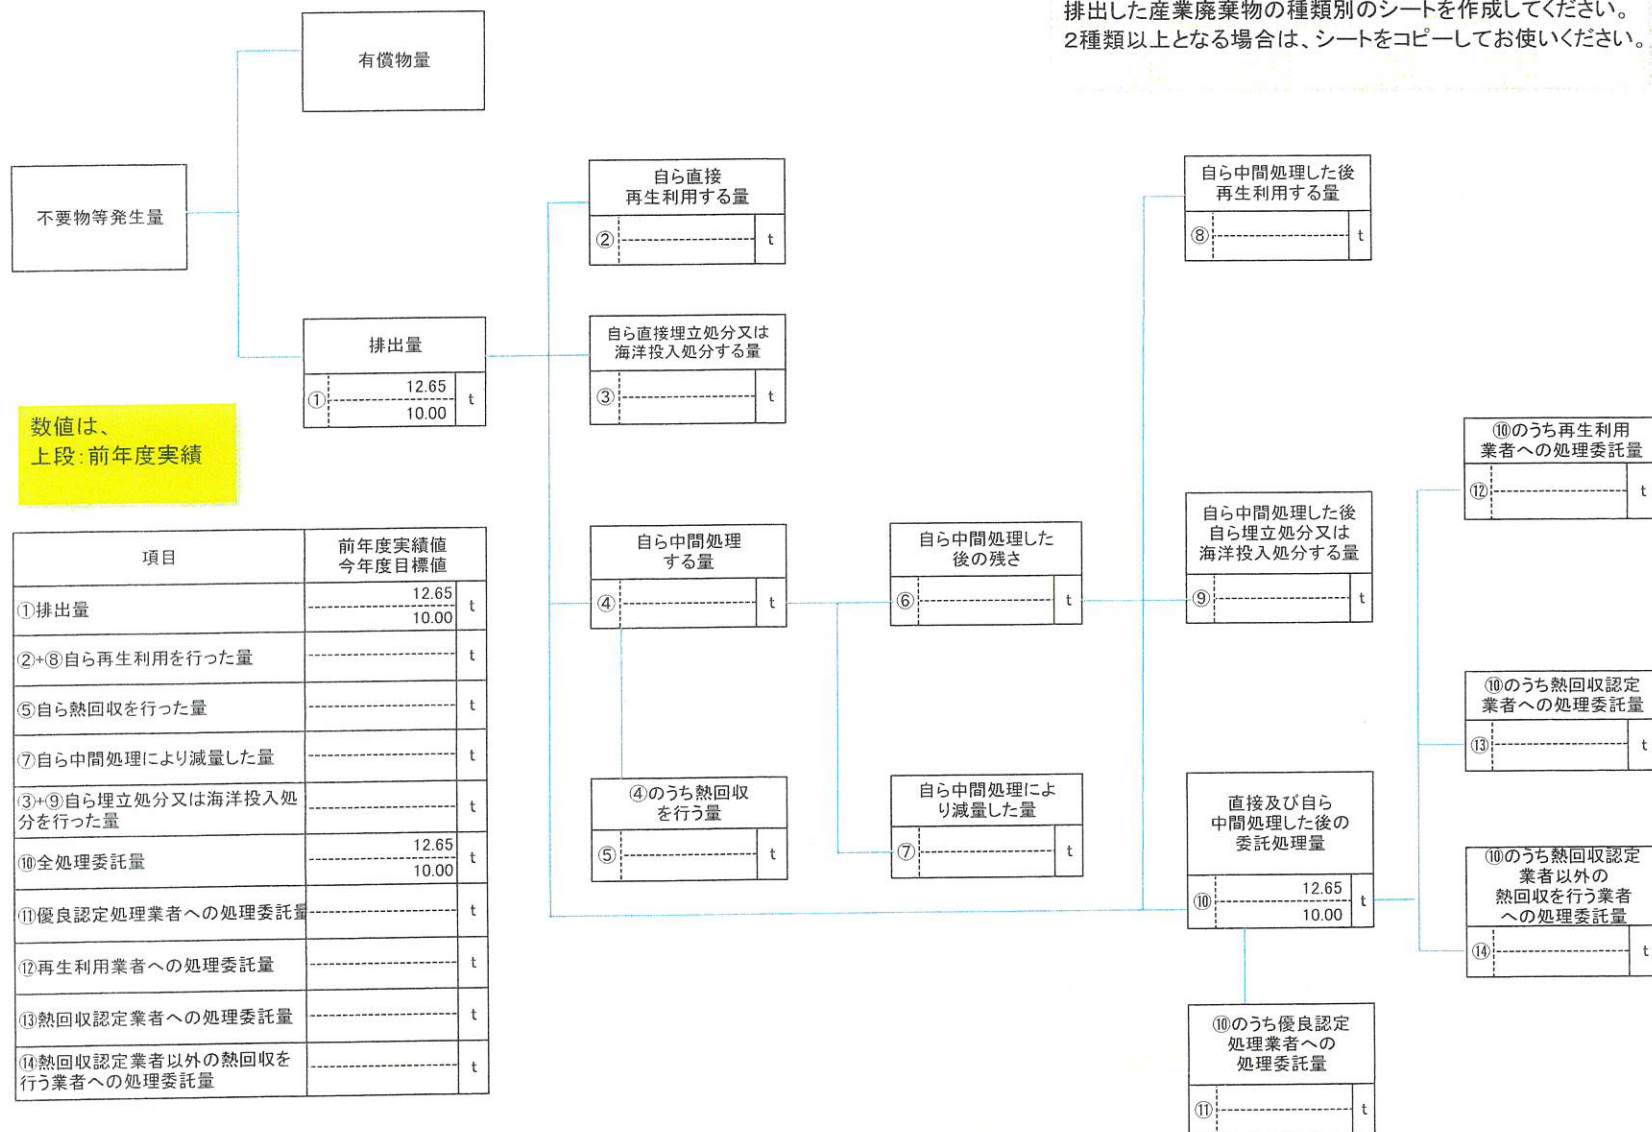 排出した産業廃棄物の種類別のシートを作成してください。
2種類以上となる場合は、シートをコピーしてお使いください。
有償物量
不要物等発生量
排出量
① 12.65 t
10.00
数値は、
上段:前年度実績
自ら直接
再生利用する量
② t
自ら直接埋立処分又は
海洋投入処分する量
③ t
自ら中間処理
する量
④ t
④のうち熱回収
を行う量
⑤ t
自ら中間処理した
後の残さ
⑥ t
自ら中間処理によ
り減量した量
⑦ t
自ら中間処理した後
再生利用する量
⑧ t
自ら中間処理した後
自ら埋立処分又は
海洋投入処分する量
⑨ t
直接及び自ら
中間処理した後の
委託処理量
⑩ 12.65 t
10.00
⑩のうち優良認定
処理業者への
処理委託量
⑪ t
⑩のうち再生利用
業者への処理委託量
⑫ t
⑩のうち熱回収認定
業者への処理委託量
⑬ t
⑩のうち熱回収認定
業者以外の
熱回収を行う業者
への処理委託量
⑭ t
項目 前年度実績値
今年度目標値
①排出量 12.65 t
10.00
②+⑧自ら再生利用を行った量 t
⑤自ら熱回収を行った量 t
⑦自ら中間処理により減量した量 t
③+⑨自ら埋立処分又は海洋投入処
分を行った量 t
⑩全処理委託量 12.65 t
10.00
⑪優良認定処理業者への処理委託量 t
⑫再生利用業者への処理委託量 t
⑬熱回収認定業者への処理委託量 t
⑭熱回収認定業者以外の熱回収を
行う業者への処理委託量 t